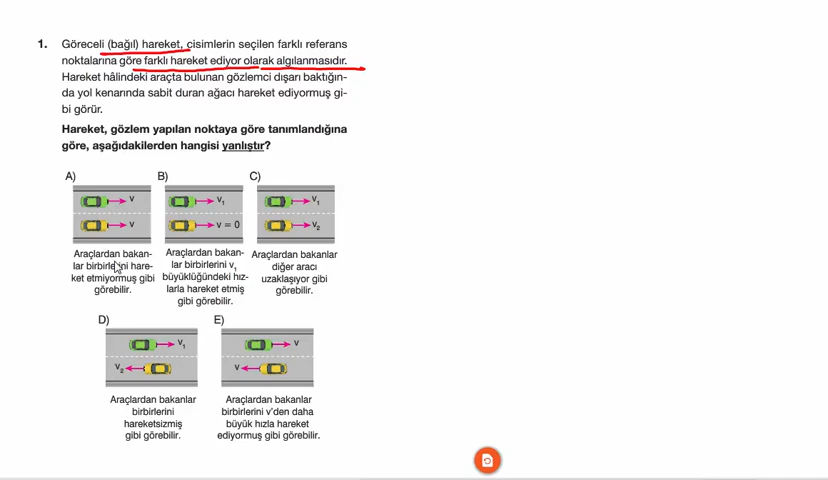 1. Göreceli (bağıl) hareket, cisimlerin seçilen farklı referans
noktalarına göre farklı hareket ediyor olarak algılanmasıdır.
Hareket hâlindeki araçta bulunan gözlemci dışarı baktığın-
da yol kenarında sabit duran ağacı hareket ediyormuş gi-
bi görür.
Hareket, gözlem yapılan noktaya göre tanımlandığına
göre, aşağıdakilerden hangisi yanlıştır?
A)
v
v
Araçlardan bakan-
lar birbirlerini hare-
ket etmiyormuş gibi
görebilir.
B)
v₁
v = 0
Araçlardan bakan-
lar birbirlerini v₁
büyüklüğündeki hız-
larla hareket etmiş
gibi görebilir.
C)
v₁
v₂
Araçlardan bakanlar
diğer aracı
uzaklaşıyor gibi
görebilir.
D)
v₁
v₂
Araçlardan bakanlar
birbirlerini
hareketsizmiş
gibi görebilir.
E)
v
v
Araçlardan bakanlar
birbirlerini v'den daha
büyük hızla hareket
ediyormuş gibi görebilir.